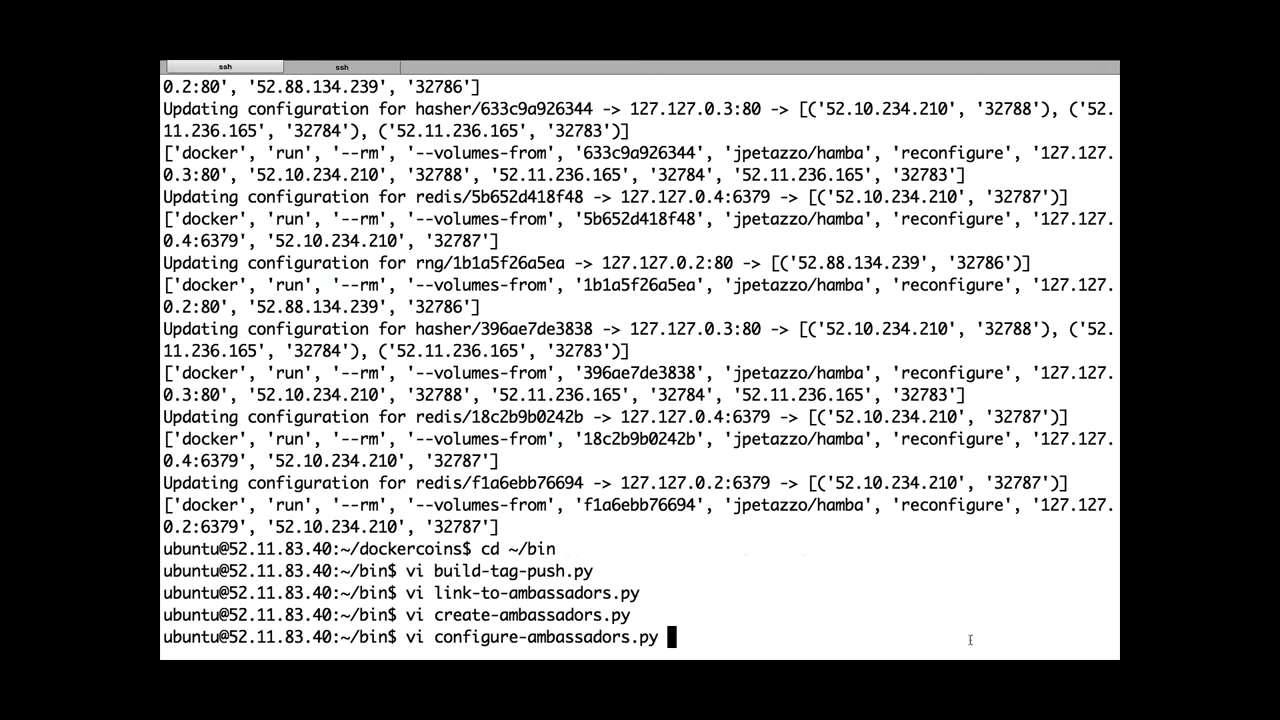 ssh ssh
0.2:80', '52.88.134.239', '32786']
Updating configuration for hasher/633c9a926344 -> 127.127.0.3:80 -> [('52.10.234.210', '32788'), ('52.
11.236.165', '32784'), ('52.11.236.165', '32783')]
['docker', 'run', '--rm', '--volumes-from', '633c9a926344', 'jpetazzo/hamba', 'reconfigure', '127.127.
0.3:80', '52.10.234.210', '32788', '52.11.236.165', '32784', '52.11.236.165', '32783']
Updating configuration for redis/5b652d418f48 -> 127.127.0.4:6379 -> [('52.10.234.210', '32787')]
['docker', 'run', '--rm', '--volumes-from', '5b652d418f48', 'jpetazzo/hamba', 'reconfigure', '127.127.
0.4:6379', '52.10.234.210', '32787']
Updating configuration for rng/1b1a5f26a5ea -> 127.127.0.2:80 -> [('52.88.134.239', '32786')]
['docker', 'run', '--rm', '--volumes-from', '1b1a5f26a5ea', 'jpetazzo/hamba', 'reconfigure', '127.127.
0.2:80', '52.88.134.239', '32786']
Updating configuration for hasher/396ae7de3838 -> 127.127.0.3:80 -> [('52.10.234.210', '32788'), ('52.
11.236.165', '32784'), ('52.11.236.165', '32783')]
['docker', 'run', '--rm', '--volumes-from', '396ae7de3838', 'jpetazzo/hamba', 'reconfigure', '127.127.
0.3:80', '52.10.234.210', '32788', '52.11.236.165', '32784', '52.11.236.165', '32783']
Updating configuration for redis/18c2b9b0242b -> 127.127.0.4:6379 -> [('52.10.234.210', '32787')]
['docker', 'run', '--rm', '--volumes-from', '18c2b9b0242b', 'jpetazzo/hamba', 'reconfigure', '127.127.
0.4:6379', '52.10.234.210', '32787']
Updating configuration for redis/f1a6ebb76694 -> 127.127.0.2:6379 -> [('52.10.234.210', '32787')]
['docker', 'run', '--rm', '--volumes-from', 'f1a6ebb76694', 'jpetazzo/hamba', 'reconfigure', '127.127.
0.2:6379', '52.10.234.210', '32787']
ubuntu@52.11.83.40:~/dockercoins$ cd ~/bin
ubuntu@52.11.83.40:~/bin$ vi build-tag-push.py
ubuntu@52.11.83.40:~/bin$ vi link-to-ambassadors.py
ubuntu@52.11.83.40:~/bin$ vi create-ambassadors.py
ubuntu@52.11.83.40:~/bin$ vi configure-ambassadors.py